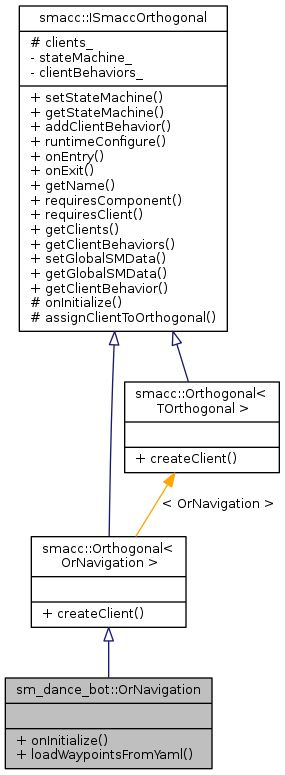 smacc::ISmaccOrthogonal
# clients_
- stateMachine_
- clientBehaviors_
+ setStateMachine()
+ getStateMachine()
+ addClientBehavior()
+ runtimeConfigure()
+ onEntry()
+ onExit()
+ getName()
+ requiresComponent()
+ requiresClient()
+ getClients()
+ getClientBehaviors()
+ setGlobalSMData()
+ getGlobalSMData()
+ getClientBehavior()
# onInitialize()
# assignClientToOrthogonal()
smacc::Orthogonal<
TOrthogonal >
+ createClient()
< OrNavigation >
smacc::Orthogonal<
OrNavigation >
+ createClient()
sm_dance_bot::OrNavigation
+ onInitialize()
+ loadWaypointsFromYaml()